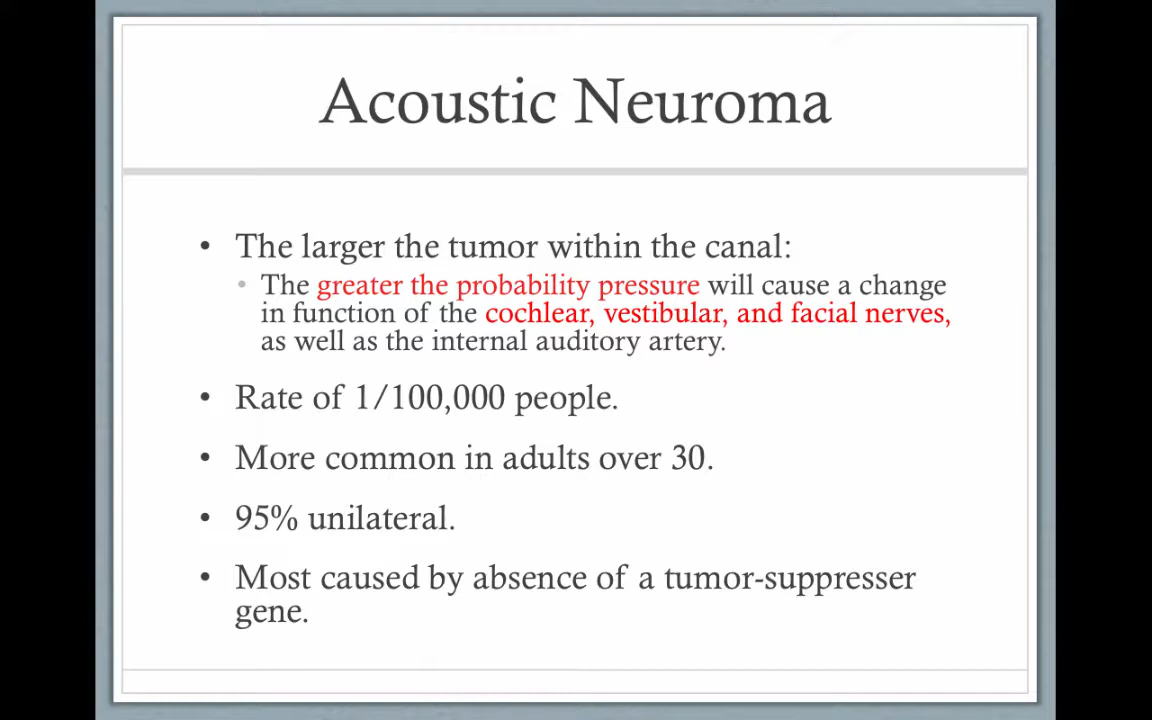 Acoustic Neuroma
• The larger the tumor within the canal:
• The greater the probability pressure will cause a change
in function of the cochlear, vestibular, and facial nerves,
as well as the internal auditory artery.
• Rate of 1/100,000 people.
• More common in adults over 30.
• 95% unilateral.
• Most caused by absence of a tumor-suppresser
gene.